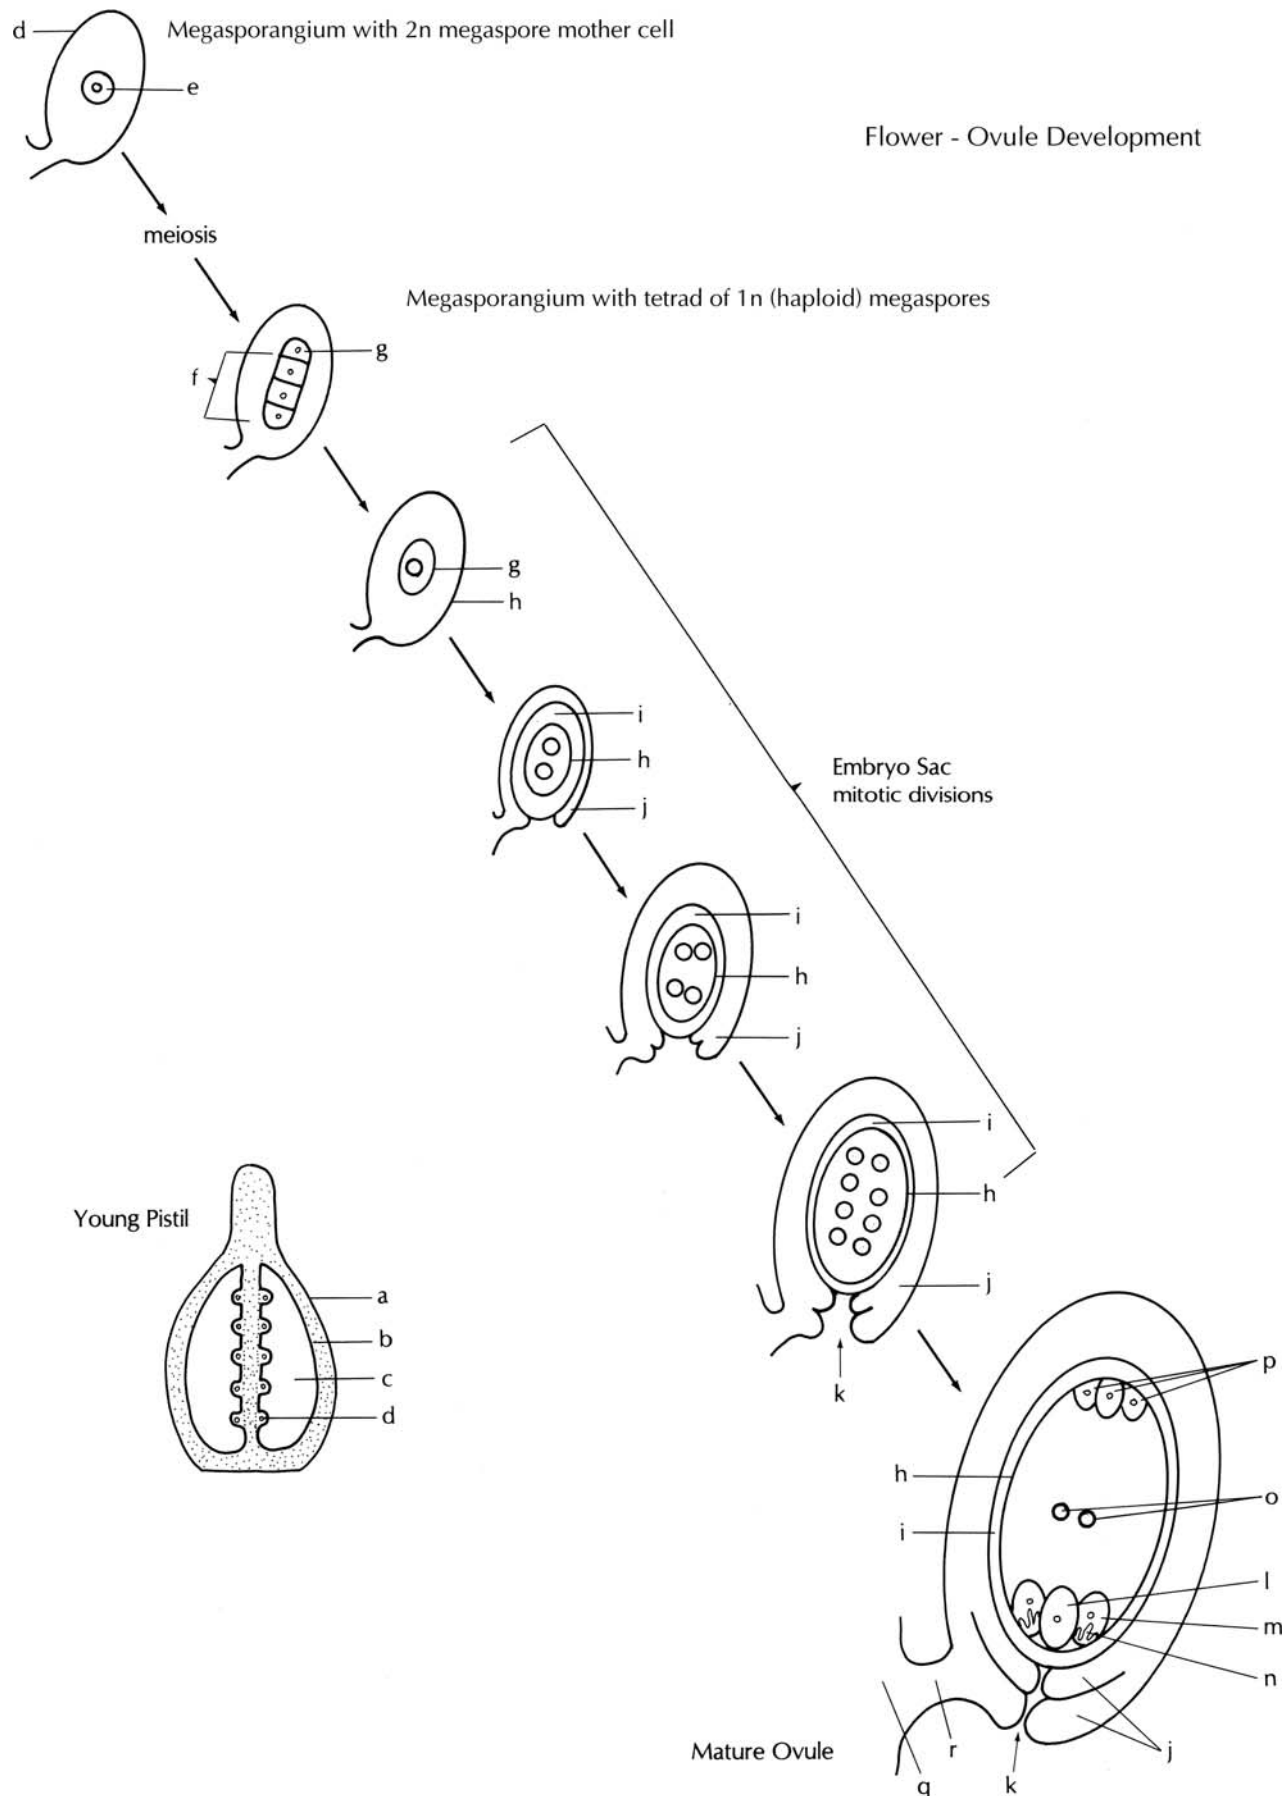 d
Megasporangium with 2n megaspore mother cell
e
Flower - Ovule Development
meiosis
Megasporangium with tetrad of 1n (haploid) megaspores
g
f
g
h
i
h
j
Embryo Sac
mitotic divisions
i
h
j
i
h
j
k
Young Pistil
a
b
c
d
p
h
o
i
l
m
n
Mature Ovule
r
j
q
k